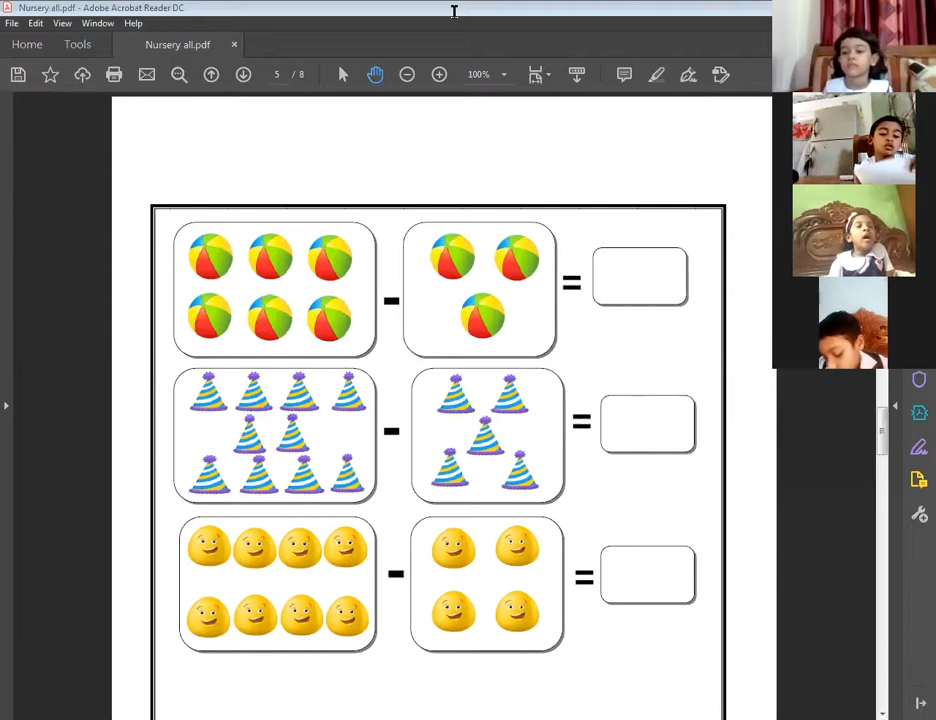 Nursery all.pdf - Adobe Acrobat Reader DC
File Edit View Window Help
Home Tools Nursery all.pdf ×
5 / 8 100%
- =
- =
- =